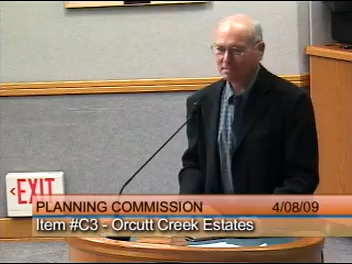 EXIT
PLANNING COMMISSION 4/08/09
Item #C3 - Orcutt Creek Estates